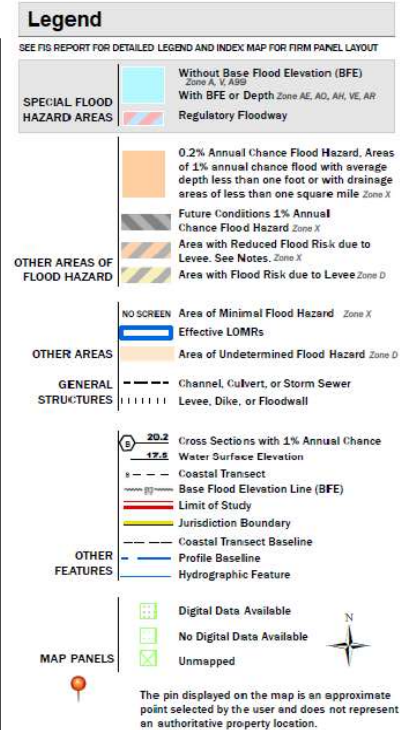 Legend
SEE FIS REPORT FOR DETAILED LEGEND AND INDEX MAP FOR FIRM PANEL LAYOUT
SPECIAL FLOOD
HAZARD AREAS
Without Base Flood Elevation (BFE)
Zone A, V, A99
With BFE or Depth Zone AE, AO, AH, VE, AR
Regulatory Floodway
OTHER AREAS OF
FLOOD HAZARD
0.2% Annual Chance Flood Hazard, Areas
of 1% annual chance flood with average
depth less than one foot or with drainage
areas of less than one square mile Zone X
Future Conditions 1% Annual
Chance Flood Hazard Zone X
Area with Reduced Flood Risk due to
Levee. See Notes. Zone X
Area with Flood Risk due to Levee Zone D
OTHER AREAS
NO SCREEN Area of Minimal Flood Hazard Zone X
Effective LOMRs
Area of Undetermined Flood Hazard Zone D
GENERAL
STRUCTURES
Channel, Culvert, or Storm Sewer
Levee, Dike, or Floodwall
OTHER
FEATURES
B 20.2 Cross Sections with 1% Annual Chance
17.5 Water Surface Elevation
8 Coastal Transect
Base Flood Elevation Line (BFE)
Limit of Study
Jurisdiction Boundary
Coastal Transect Baseline
Profile Baseline
Hydrographic Feature
MAP PANELS
Digital Data Available
No Digital Data Available
Unmapped
N
The pin displayed on the map is an approximate
point selected by the user and does not represent
an authoritative property location.